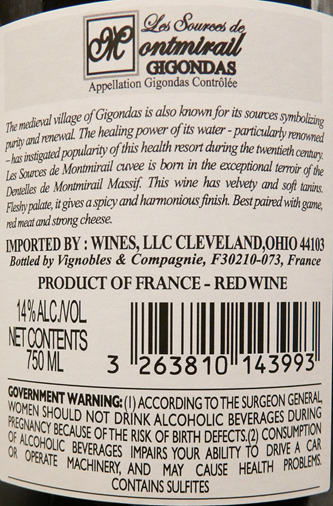 Les Sources de
Montmirail
GIGONDAS
Appellation Gigondas Contrôlée
The medieval village of Gigondas is also known for its sources symbolizing
purity and renewal. The healing power of its water - particularly renowned
- has instigated popularity of this health resort during the twentieth century.
Les Sources de Montmirail cuvee is born in the exceptional terroir of the
Dentelles de Montmirail Massif. This wine has velvety and soft tanins.
Fleshy palate, it gives a spicy and harmonious finish. Best paired with game,
red meat and strong cheese.
IMPORTED BY : WINES, LLC CLEVELAND,OHIO 44103
Bottled by Vignobles & Compagnie, F30210-073, France
PRODUCT OF FRANCE - RED WINE
14% ALC./VOL
NET CONTENTS
750 ML
3 263810 143993
GOVERNMENT WARNING: (1) ACCORDING TO THE SURGEON GENERAL,
WOMEN SHOULD NOT DRINK ALCOHOLIC BEVERAGES DURING
PREGNANCY BECAUSE OF THE RISK OF BIRTH DEFECTS.(2) CONSUMPTION
OF ALCOHOLIC BEVERAGES IMPAIRS YOUR ABILITY TO DRIVE A CAR
OR OPERATE MACHINERY, AND MAY CAUSE HEALTH PROBLEMS.
CONTAINS SULFITES